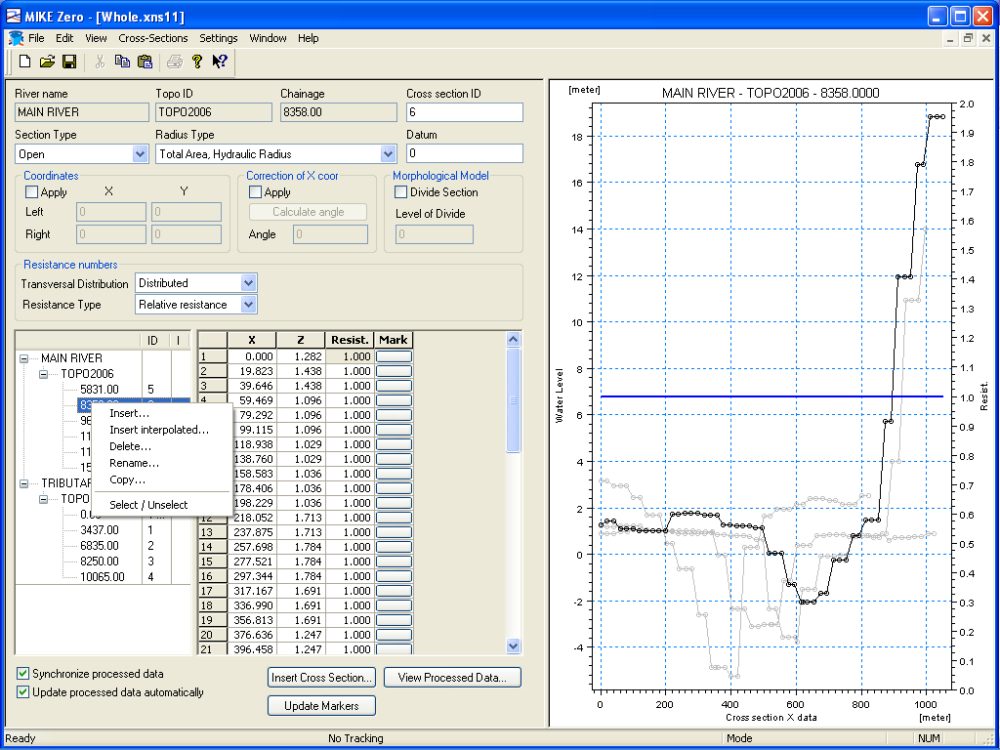 MIKE Zero - [Whole.xns11]
File Edit View Cross-Sections Settings Window Help
River name Topo ID Chainage Cross section ID
MAIN RIVER TOPO2006 8358.00 6
Section Type Radius Type Datum
Open Total Area, Hydraulic Radius 0
Coordinates Correction of X coor Morphological Model
Apply X Y Apply Divide Section
Left 0 0 Calculate angle Level of Divide
Right 0 0 Angle 0 0
Resistance numbers
Transversal Distribution Distributed
Resistance Type Relative resistance
ID I
MAIN RIVER
TOPO2006
5831.00 5
TRIBUTAR
TOPO
3437.00 1
6835.00 2
8250.00 3
10065.00 4
Insert...
Insert interpolated...
Delete...
Rename...
Copy...
Select / Unselect
X Z Resist. Mark
1 0.000 1.282 1.000
2 19.823 1.438 1.000
3 39.646 1.438 1.000
4 59.469 1.096 1.000
79.292 1.096 1.000
99.115 1.096 1.000
118.938 1.029 1.000
138.760 1.029 1.000
158.583 1.036 1.000
178.406 1.036 1.000
198.229 1.036 1.000
12 218.052 1.713 1.000
13 237.875 1.713 1.000
14 257.698 1.784 1.000
15 277.521 1.784 1.000
16 297.344 1.784 1.000
17 317.167 1.691 1.000
18 336.990 1.691 1.000
19 356.813 1.691 1.000
20 376.636 1.247 1.000
21 396.458 1.247 1.000
Synchronize processed data
Update processed data automatically
Insert Cross Section... View Processed Data...
Update Markers
[meter] MAIN RIVER - TOPO2006 - 8358.0000
18
16
14
12
10
8
6
4
2
0
-2
-4
Water Level
2.0
1.9
1.8
1.7
1.6
1.5
1.4
1.3
1.2
1.1
1.0
0.9
0.8
0.7
0.6
0.5
0.4
0.3
0.2
0.1
0.0
Resist.
0 200 400 600 800 1000
Cross section X data [meter]
Ready No Tracking Mode NUM